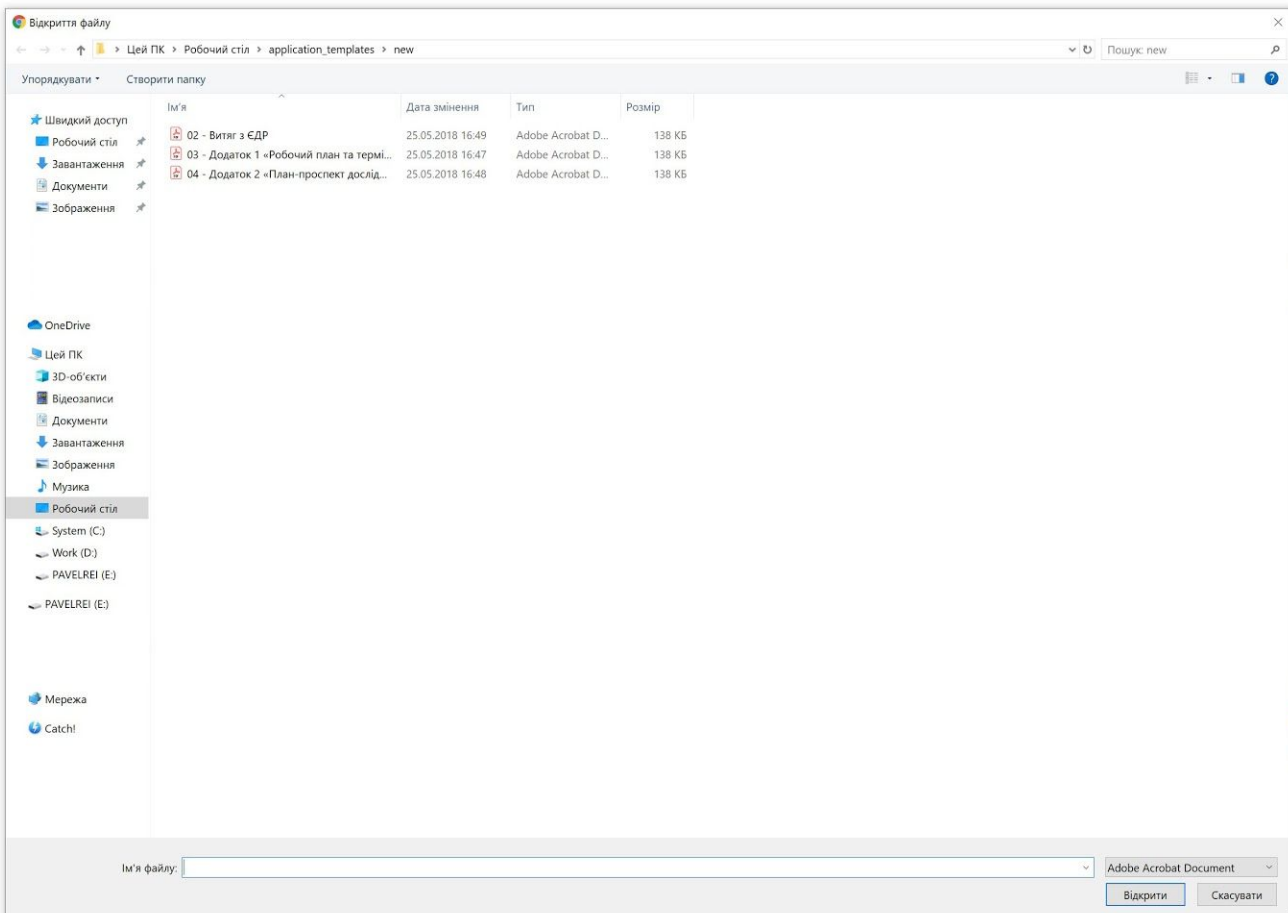 Відкриття файлу
Цей ПК > Робочий стіл > application_templates > new
Пошук: new
Упорядкувати
Створити папку
Ім'я Дата змінення Тип Розмір
02 - Витяг з ЄДР 25.05.2018 16:49 Adobe Acrobat D... 138 КБ
03 - Додаток 1 «Робочий план та термі... 25.05.2018 16:47 Adobe Acrobat D... 138 КБ
04 - Додаток 2 «План-проспект дослід... 25.05.2018 16:48 Adobe Acrobat D... 138 КБ
Швидкий доступ
Робочий стіл
Завантаження
Документи
Зображення
OneDrive
Цей ПК
3D-об'єкти
Відеозаписи
Документи
Завантаження
Зображення
Музика
Робочий стіл
System (C:)
Work (D:)
PAVELREI (E:)
PAVELREI (E:)
Мережа
Catch!
Ім'я файлу:
Adobe Acrobat Document
Відкрити
Скасувати